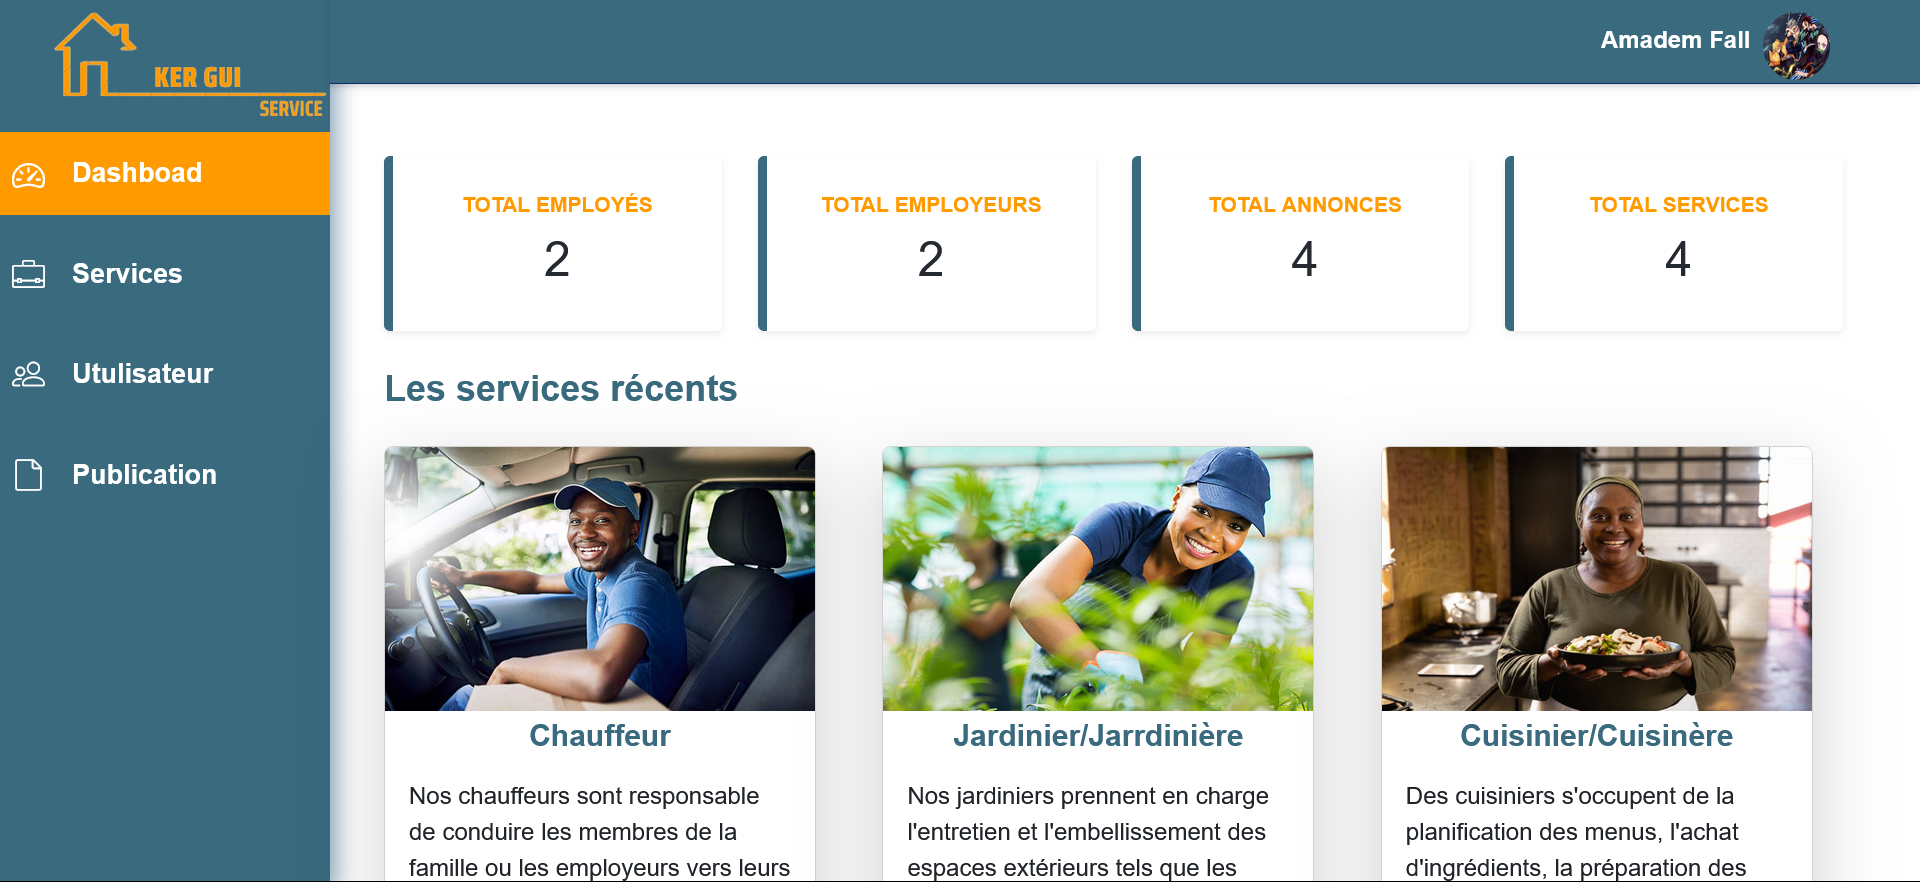 KER GUI
SERVICE
Amadem Fall
Dashboad
Services
Utulisateur
Publication
TOTAL EMPLOYÉS
2
TOTAL EMPLOYEURS
2
TOTAL ANNONCES
4
TOTAL SERVICES
4
Les services récents
Chauffeur
Nos chauffeurs sont responsable
de conduire les membres de la
famille ou les employeurs vers leurs
Jardinier/Jarrdinière
Nos jardiniers prennent en charge
l'entretien et l'embellissement des
espaces extérieurs tels que les
Cuisinier/Cuisinère
Des cuisiniers s'occupent de la
planification des menus, l'achat
d'ingrédients, la préparation des